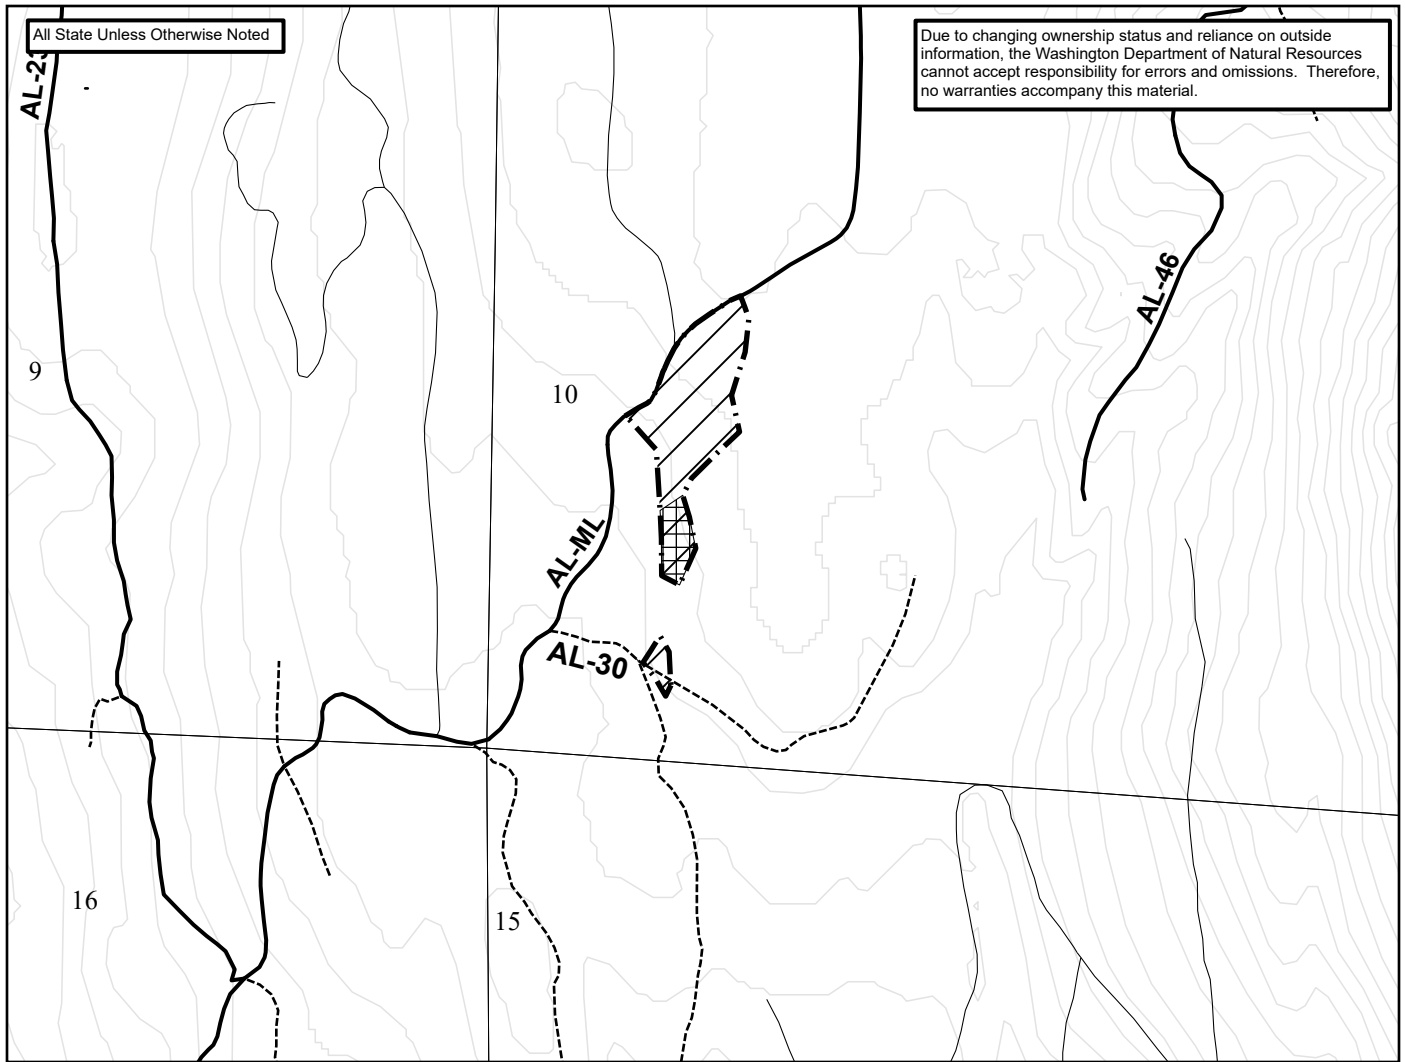 All State Unless Otherwise Noted
Due to changing ownership status and reliance on outside
information, the Washington Department of Natural Resources
cannot accept responsibility for errors and omissions.  Therefore,
no warranties accompany this material.
AL-46
9
10
AL-ML
AL-30
16
15